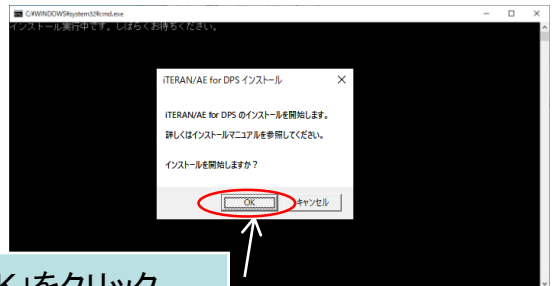 C:¥WINDOWS¥system32¥cmd.exe
インストール実行中です。しばらくお待ちください。
iTERAN/AE for DPS インストール
iTERAN/AE for DPS のインストールを開始します。
詳しくはインストールマニュアルを参照してください。
インストールを開始しますか？
OK
キャンセル
」をクリック